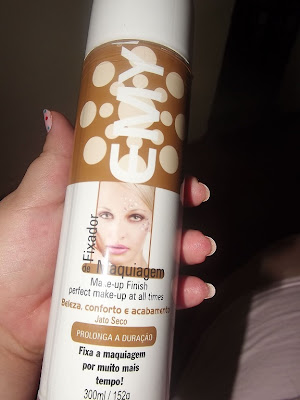 EMY
Fixador
de Maquiagem
Make-up Finish
perfect make-up at all times
Beleza, conforto e acabamento
Jato Seco
PROLONGA A DURAÇÃO
Fixa a maquiagem
por muito mais
tempo!
300ml / 152g